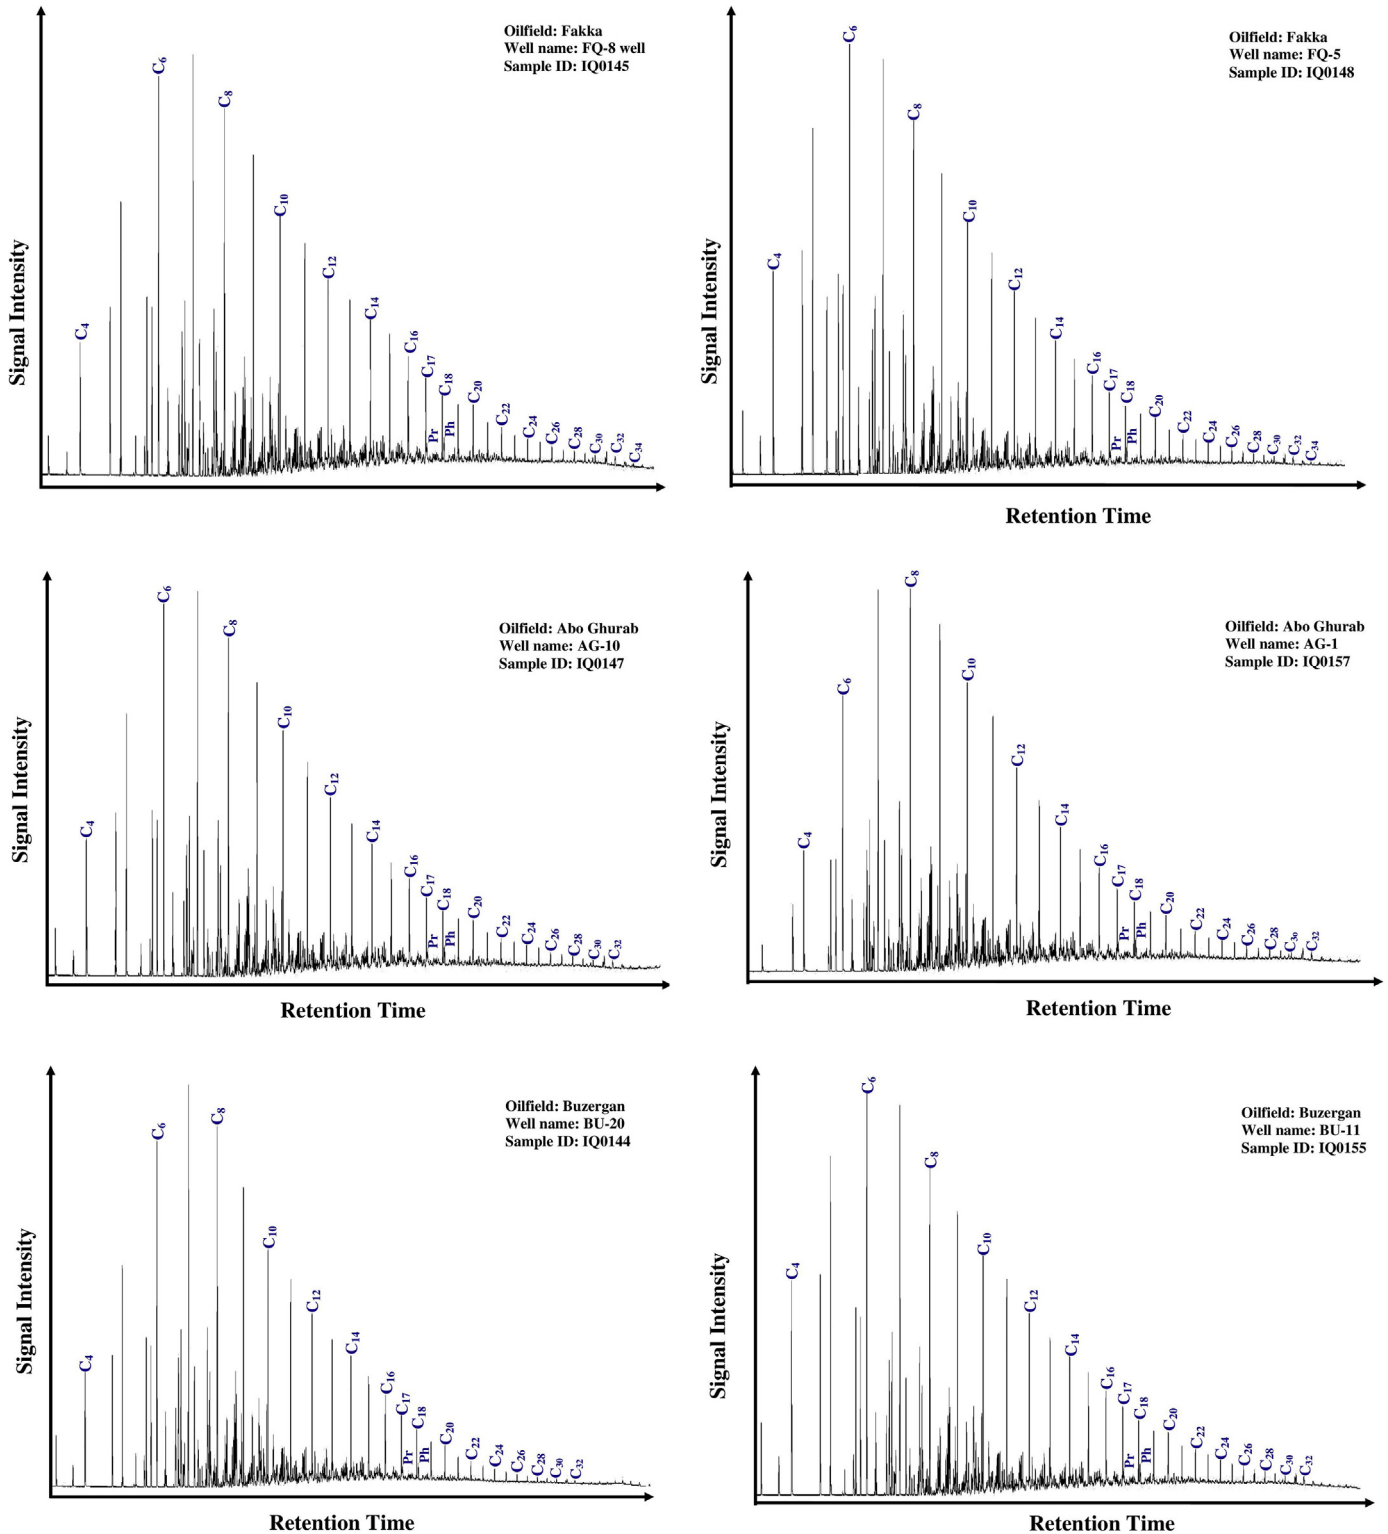 Oilfield: Fakka
Well name: FQ-8 well
Sample ID: IQ0145
Signal Intensity
C4
C6
C8
C10
C12
C14
C16
C17
Pr
C18
Ph
C20
C22
C24
C26
C28
C30
C32
C34
Oilfield: Fakka
Well name: FQ-5
Sample ID: IQ0148
Signal Intensity
C4
C6
C8
C10
C12
C14
C16
C17
Pr
C18
Ph
C20
C22
C24
C26
C28
C30
C32
C34
Retention Time
Oilfield: Abo Ghurab
Well name: AG-10
Sample ID: IQ0147
Signal Intensity
C4
C6
C8
C10
C12
C14
C16
C17
Pr
C18
Ph
C20
C22
C24
C26
C28
C30
C32
Retention Time
Oilfield: Abo Ghurab
Well name: AG-1
Sample ID: IQ0157
Signal Intensity
C4
C6
C8
C10
C12
C14
C16
C17
Pr
C18
Ph
C20
C22
C24
C26
C28
C30
C32
Retention Time
Oilfield: Buzergan
Well name: BU-20
Sample ID: IQ0144
Signal Intensity
C4
C6
C8
C10
C12
C14
C16
C17
Pr
C18
Ph
C20
C22
C24
C26
C28
C30
C32
Retention Time
Oilfield: Buzergan
Well name: BU-11
Sample ID: IQ0155
Signal Intensity
C4
C6
C8
C10
C12
C14
C16
C17
Pr
C18
Ph
C20
C22
C24
C26
C28
C30
C32
Retention Time